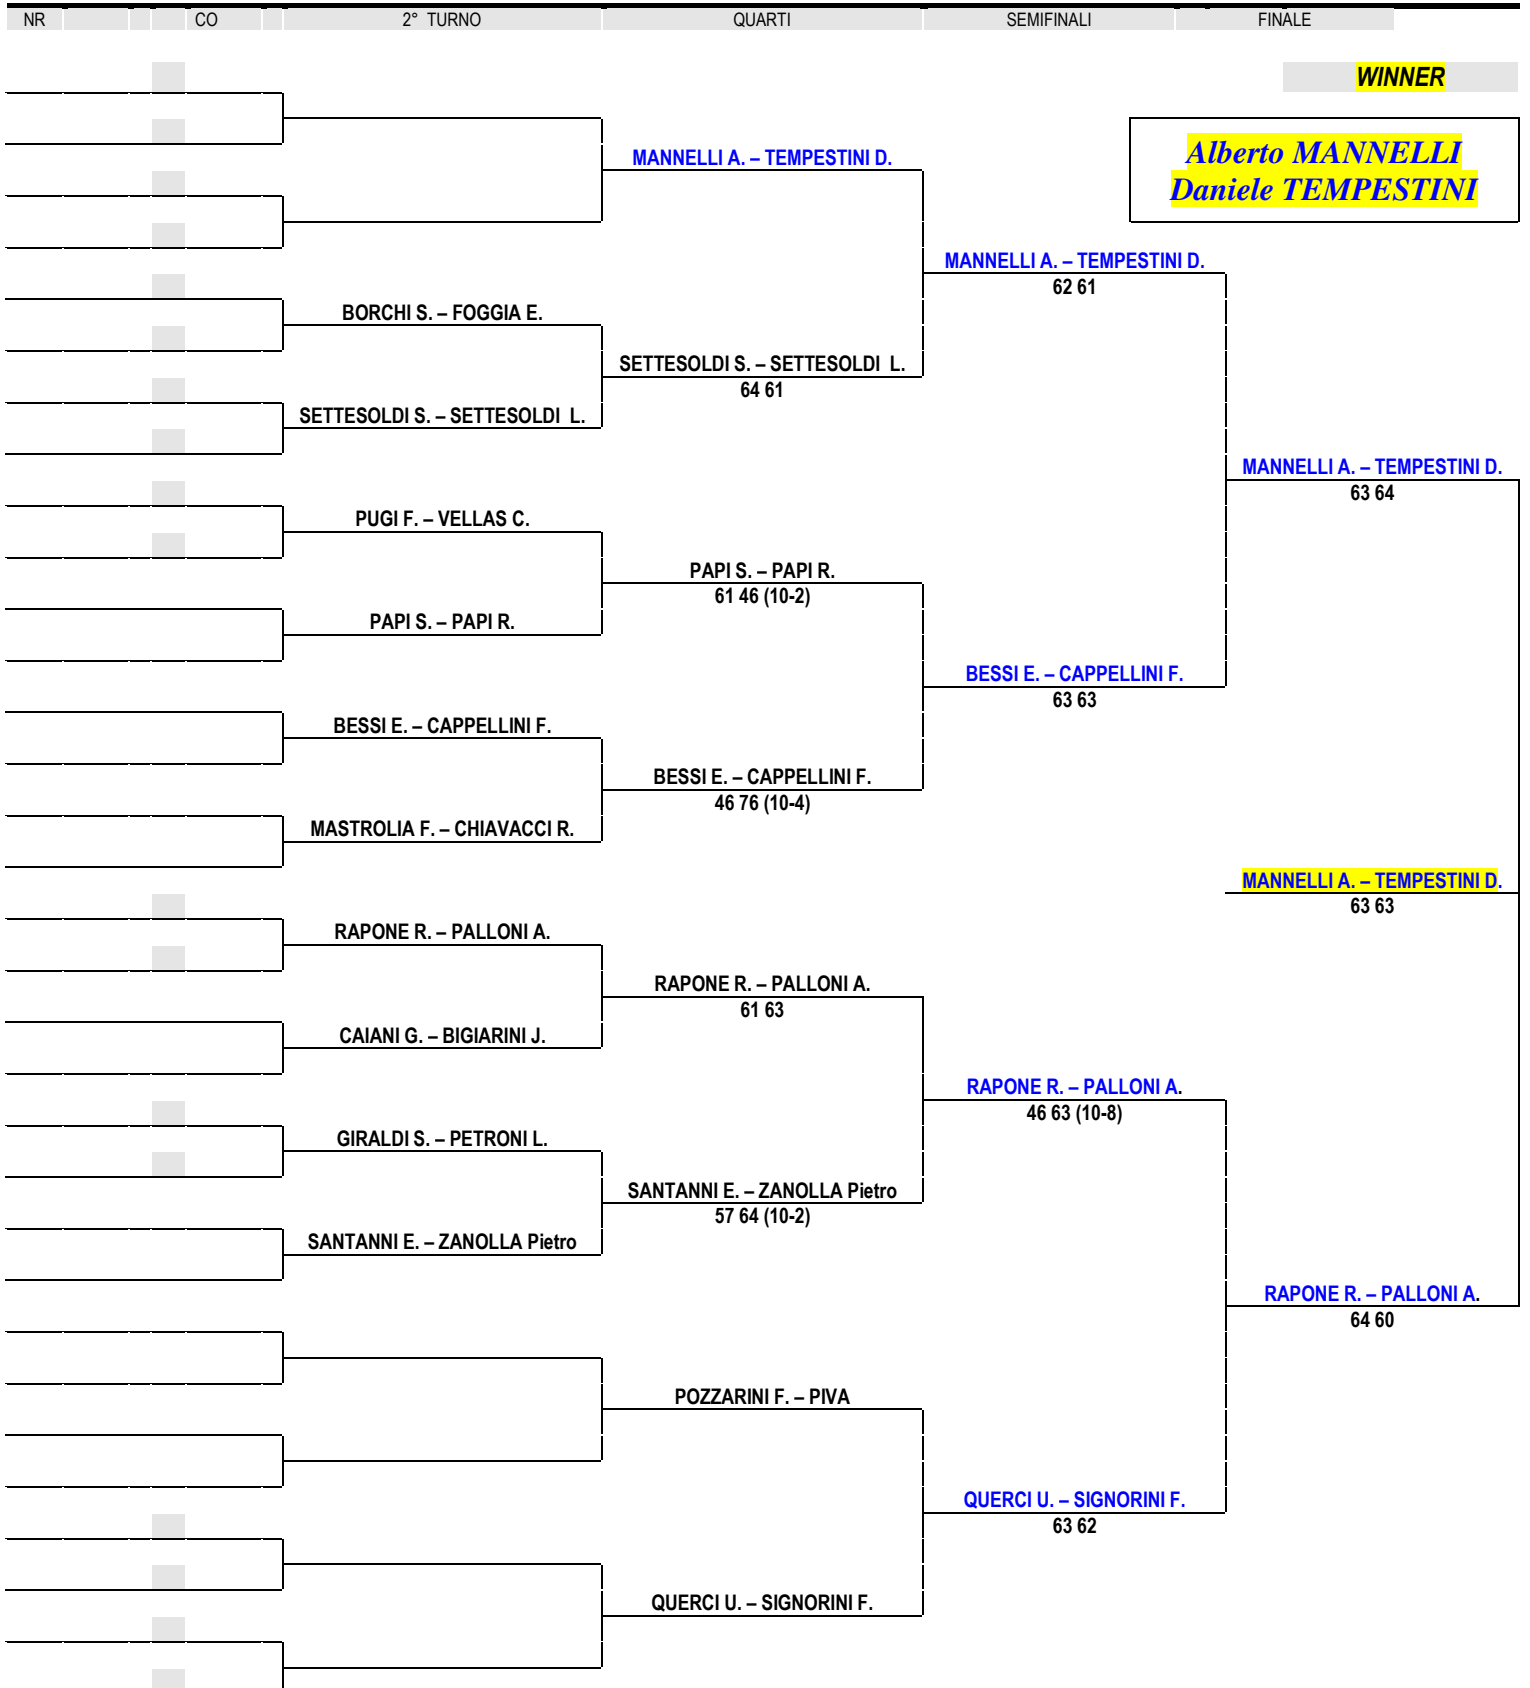 NR CO 2° TURNO QUARTI SEMIFINALI FINALE
WINNER
Alberto MANNELLI
Daniele TEMPESTINI
MANNELLI A. – TEMPESTINI D.
MANNELLI A. – TEMPESTINI D.
62 61
BORCHI S. – FOGGIA E.
SETTESOLDI S. – SETTESOLDI L.
64 61
SETTESOLDI S. – SETTESOLDI L.
MANNELLI A. – TEMPESTINI D.
63 64
PUGI F. – VELLAS C.
PAPI S. – PAPI R.
61 46 (10-2)
PAPI S. – PAPI R.
BESSI E. – CAPPELLINI F.
63 63
BESSI E. – CAPPELLINI F.
BESSI E. – CAPPELLINI F.
46 76 (10-4)
MASTROLIA F. – CHIAVACCI R.
MANNELLI A. – TEMPESTINI D.
63 63
RAPONE R. – PALLONI A.
RAPONE R. – PALLONI A.
61 63
CAIANI G. – BIGIARINI J.
RAPONE R. – PALLONI A.
46 63 (10-8)
GIRALDI S. – PETRONI L.
SANTANNI E. – ZANOLLA Pietro
57 64 (10-2)
SANTANNI E. – ZANOLLA Pietro
RAPONE R. – PALLONI A.
64 60
POZZARINI F. – PIVA
QUERCI U. – SIGNORINI F.
63 62
QUERCI U. – SIGNORINI F.